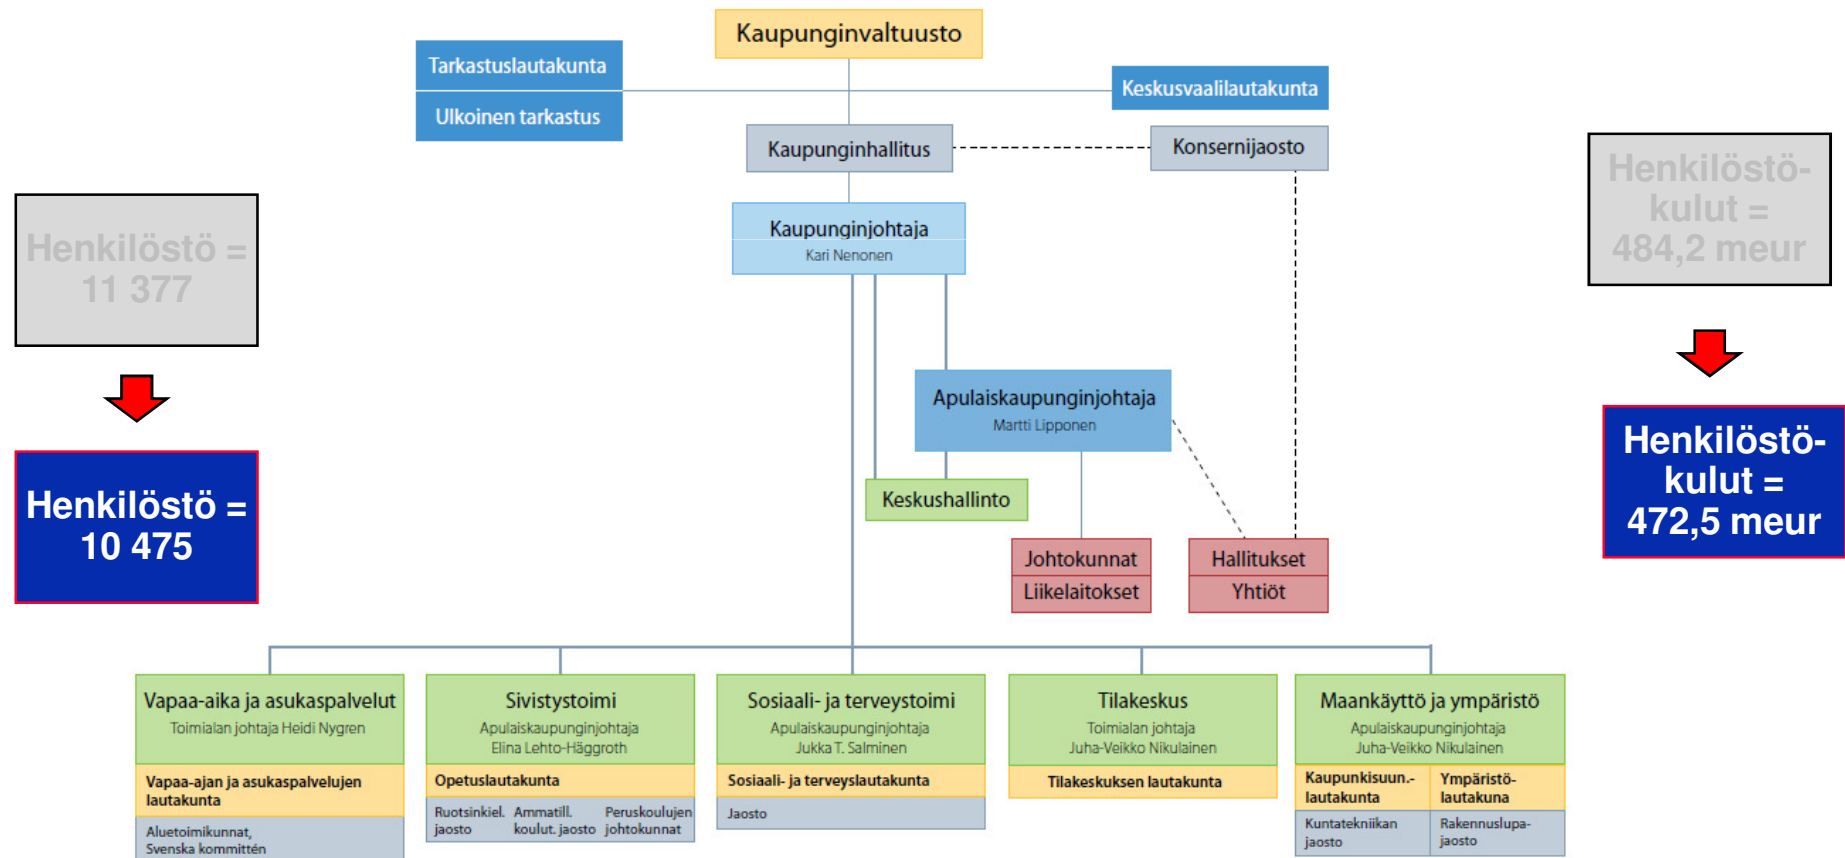 Kaupunginvaltuusto
Tarkastuslautakunta
Ulkoinen tarkastus
Keskusvaalilautakunta
Kaupunginhallitus
Konsernijaosto
Henkilöstö =
11 377
Henkilöstö-
kulut =
484,2 meur
Kaupunginjohtaja
Kari Nenonen
Apulaiskaupunginjohtaja
Martti Lipponen
Henkilöstö =
10 475
Henkilöstö-
kulut =
472,5 meur
Keskushallinto
Johtokunnat
Liikelaitokset
Hallitukset
Yhtiöt
Vapaa-aika ja asukaspalvelut
Toimialan johtaja Heidi Nygren
Vapaa-ajan ja asukaspalvelujen
lautakunta
Aluetoimikunnat,
Svenska kommittén
Sivistystoimi
Apulaiskaupunginjohtaja
Elina Lehto-Häggroth
Opetuslautakunta
Ruotsinkiel.
jaosto
Ammatill.
koulut. jaosto
Peruskoulujen
johtokunnat
Sosiaali- ja terveystoimi
Apulaiskaupunginjohtaja
Jukka T. Salminen
Sosiaali- ja terveyslautakunta
Jaosto
Tilakeskus
Toimialan johtaja
Juha-Veikko Nikulainen
Tilakeskuksen lautakunta
Maankäyttö ja ympäristö
Apulaiskaupunginjohtaja
Juha-Veikko Nikulainen
Kaupunkisuun.-
lautakunta
Ympäristö-
lautakuna
Kuntatekniikan
jaosto
Rakennuslupa-
jaosto